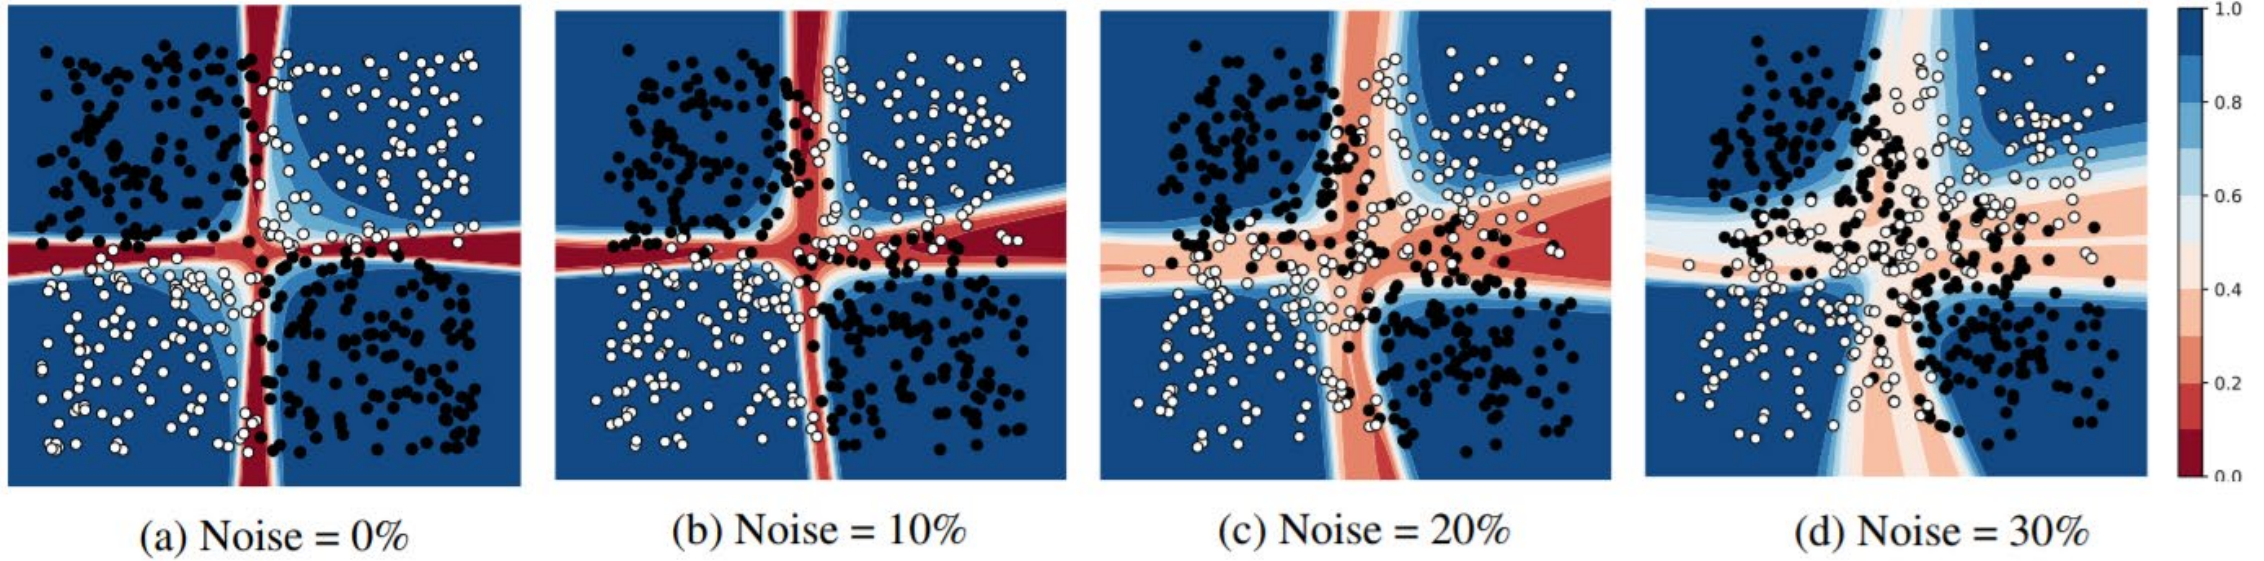 1.0
0.8
0.6
0.4
0.2
0.0
(a) Noise = 0%
(b) Noise = 10%
(c) Noise = 20%
(d) Noise = 30%